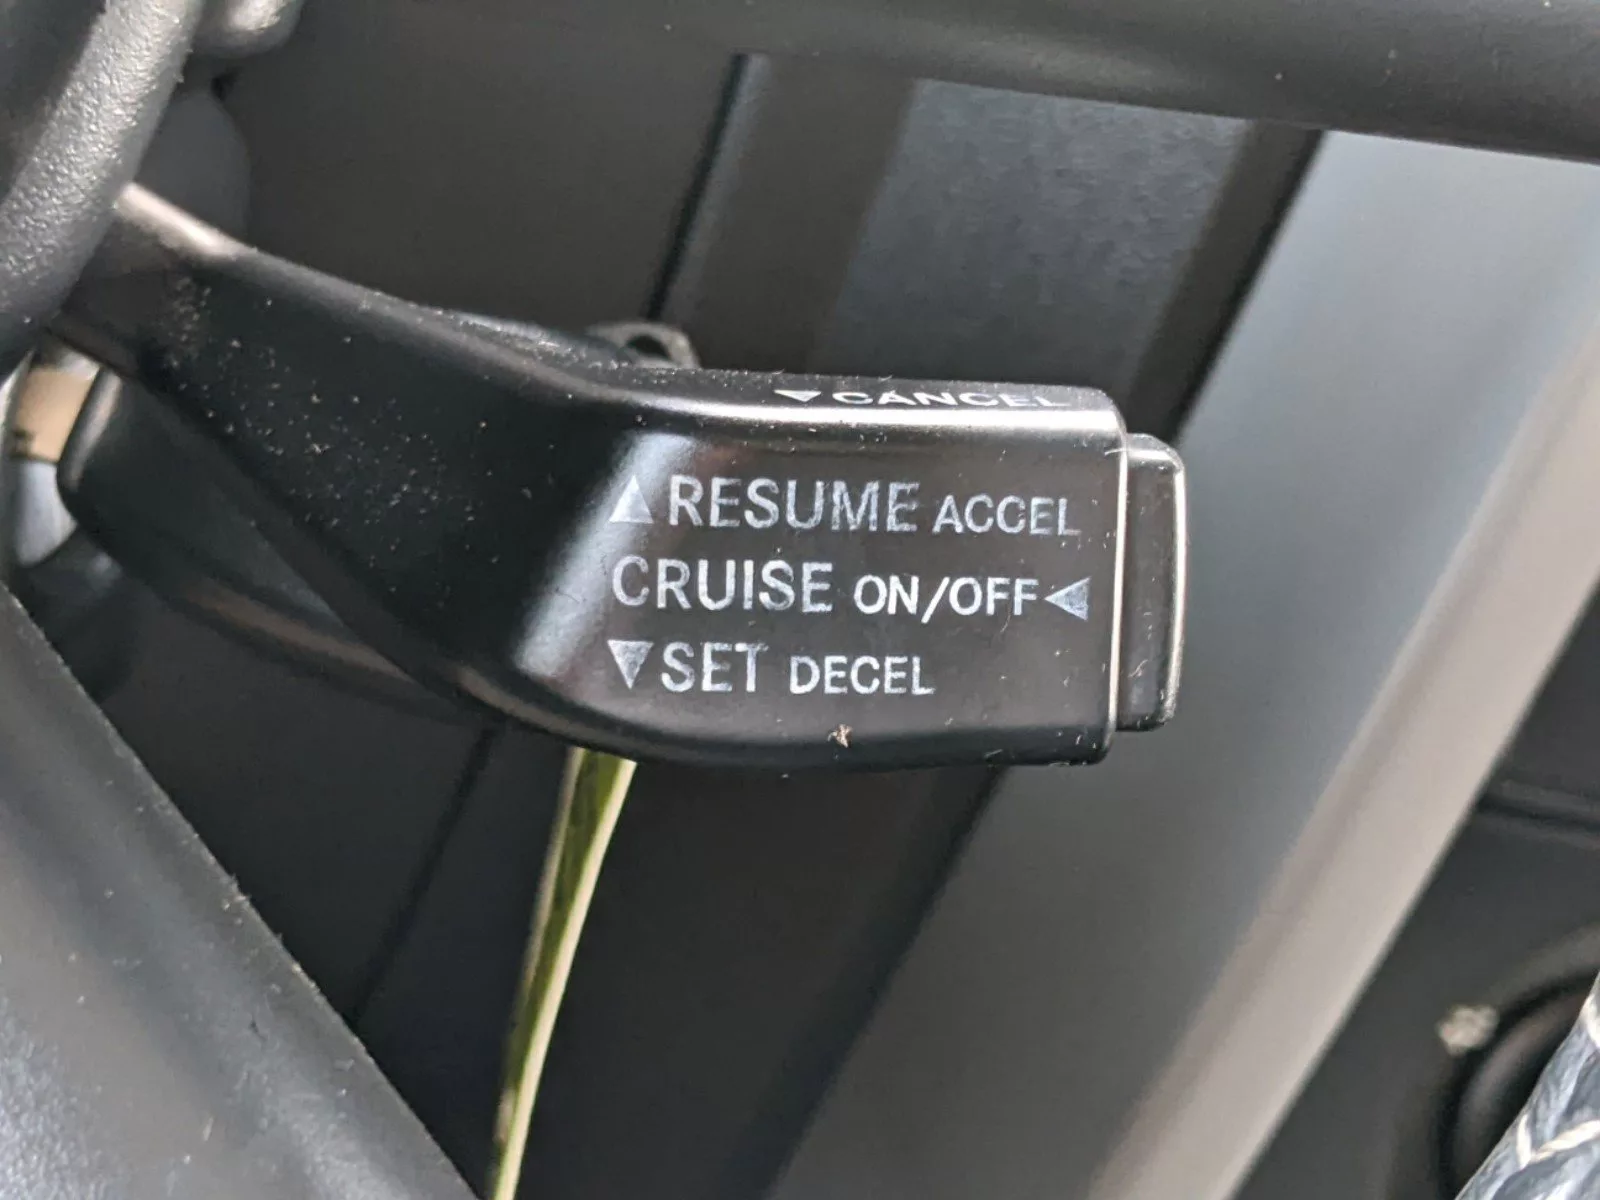 ▼CANCEL
▲RESUME ACCEL
CRUISE ON/OFF◀
▼SET DECEL